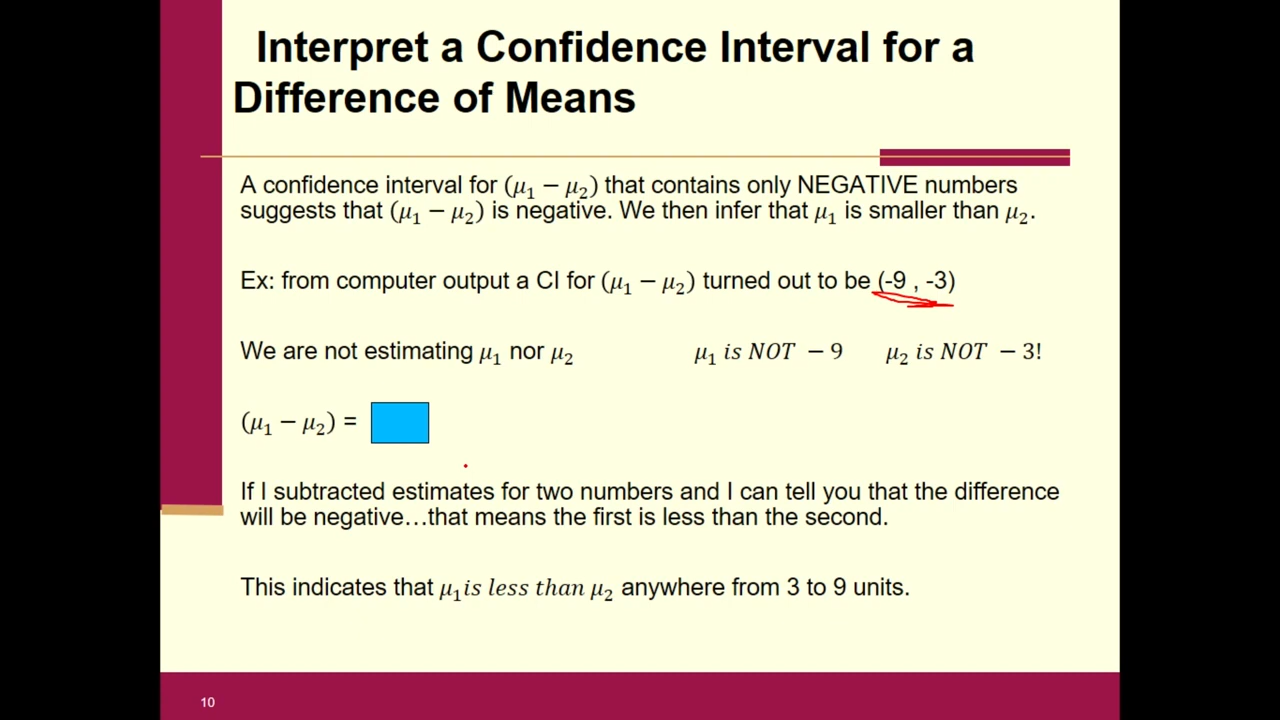 Interpret a Confidence Interval for a
Difference of Means
A confidence interval for (μ₁ − μ₂) that contains only NEGATIVE numbers
suggests that (μ₁ − μ₂) is negative. We then infer that μ₁ is smaller than μ₂.
Ex: from computer output a CI for (μ₁ − μ₂) turned out to be (-9 , -3)
We are not estimating μ₁ nor μ₂ μ₁ is NOT − 9 μ₂ is NOT − 3!
(μ₁ − μ₂) =
If I subtracted estimates for two numbers and I can tell you that the difference
will be negative…that means the first is less than the second.
This indicates that μ₁is less than μ₂ anywhere from 3 to 9 units.
10